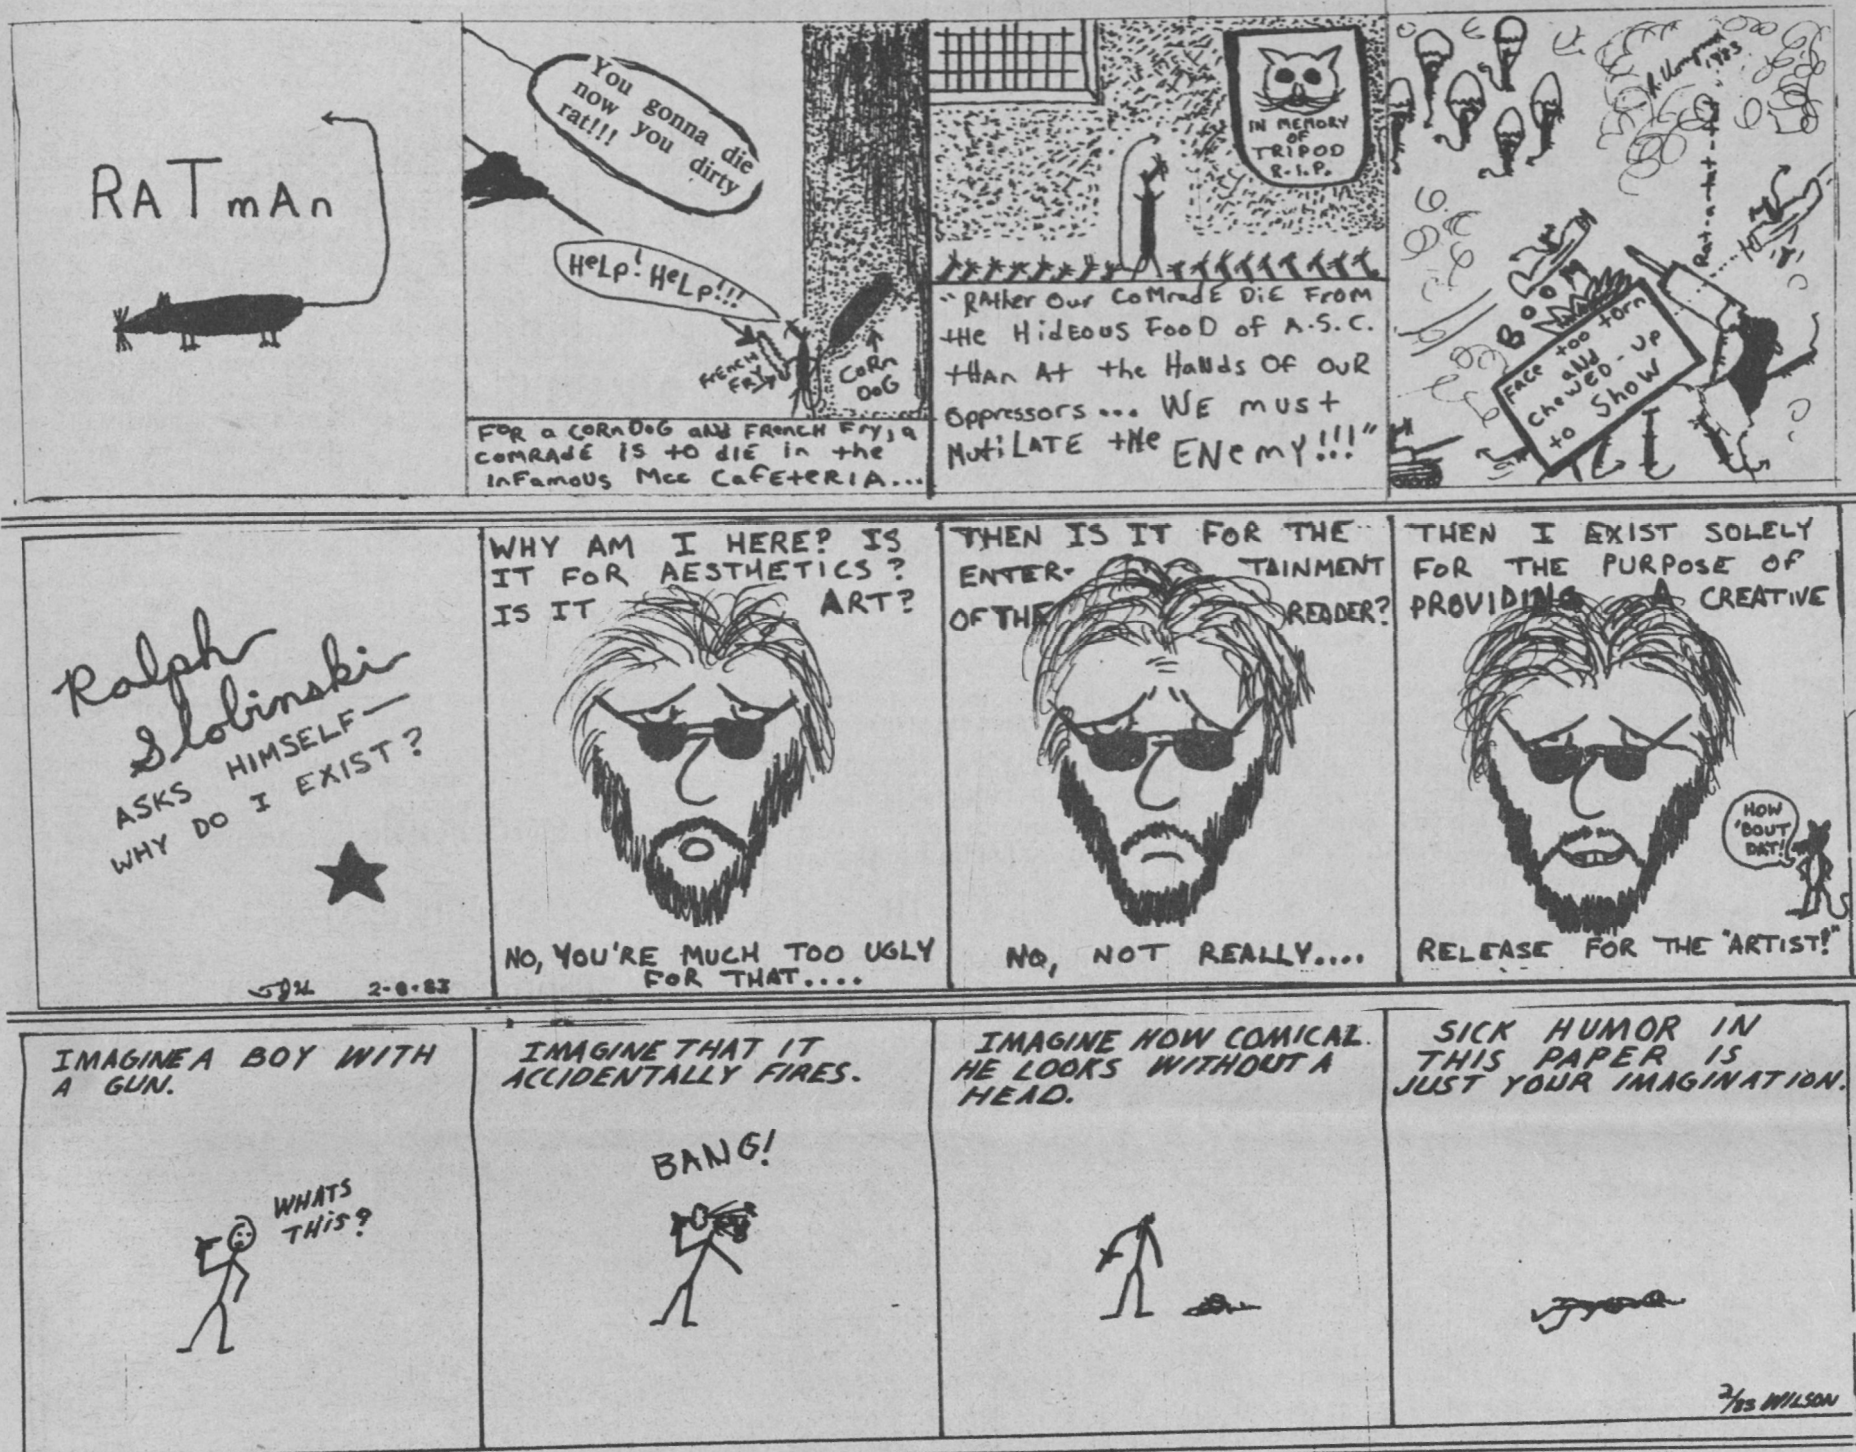 RATmAn
You gonna die
now you dirty
rat!!!
HeLp! HeLp!!!
FRENCH
FRY
CoRn
DoG
FoR a CoRnDoG aNd FRENCH FRy, a
CoMRAdE IS to dIE in the
InFamous Mcc CaFEtERIA...
IN MEMORY
OF
TRIPOD
R.I.P.
"RAther Our CoMradE DiE From
the HIdEous FooD of A.S.C.
tHAn At the HaNds Of OuR
oppressors... WE must
MutiLATE tHe ENEmY!!!"
1983
Rat-a-tat-tat
BOOM
FACE too torn
and
CHEWED-UP
to Show
Ralph
Slobinski
ASKS HIMSELF—
WHY DO I EXIST?
2-8-83
WHY AM I HERE? IS
IT FOR AESTHETICS?
IS IT ART?
NO, YOU'RE MUCH TOO UGLY
FOR THAT....
THEN IS IT FOR THE
ENTER- TAINMENT
OF THE READER?
NO, NOT REALLY....
THEN I EXIST SOLELY
FOR THE PURPOSE OF
PROVIDING A CREATIVE
HOW
'BOUT
DAT!
RELEASE FOR THE "ARTIST!"
IMAGINE A BOY WITH
A GUN.
WHATS
THIS?
IMAGINE THAT IT
ACCIDENTALLY FIRES.
BANG!
IMAGINE HOW COMICAL
HE LOOKS WITHOUT A
HEAD.
SICK HUMOR IN
THIS PAPER IS
JUST YOUR IMAGINATION.
2/83 WILSON